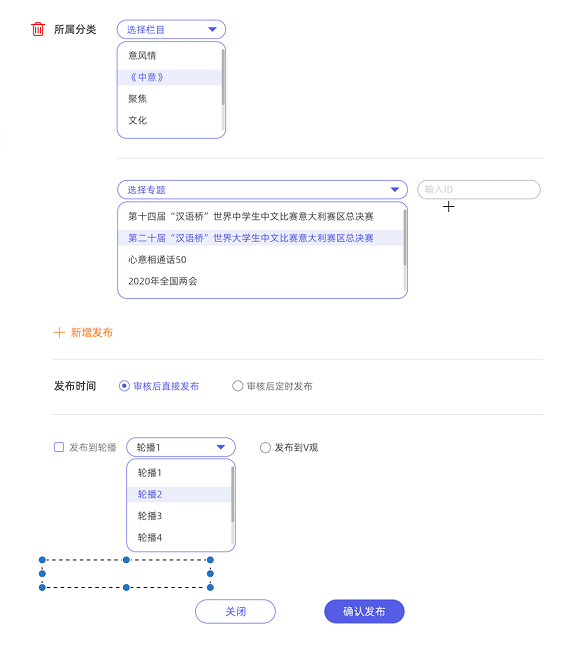 所属分类 选择栏目
意风情
《中意》
聚焦
文化
选择专题 输入ID
第十四届“汉语桥”世界中学生中文比赛意大利赛区总决赛
第二十届“汉语桥”世界大学生中文比赛意大利赛区总决赛
心意相通话50
2020年全国两会
新增发布
发布时间 审核后直接发布 审核后定时发布
发布到轮播 轮播1 发布到V观
轮播1
轮播2
轮播3
轮播4
关闭 确认发布